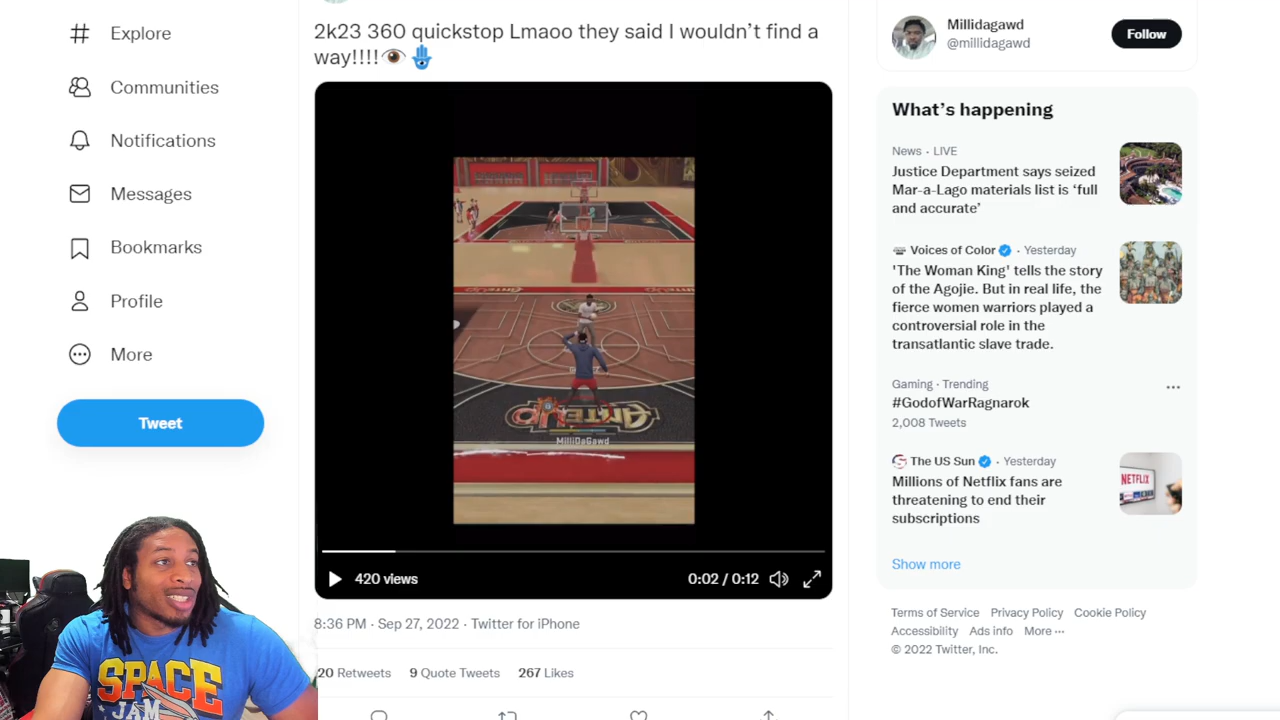 Explore
Communities
Notifications
Messages
Bookmarks
Profile
More
Tweet
2k23 360 quickstop Lmaoo they said I wouldn't find a
way!!!!👁️🪬
MilliDaGawd
420 views
0:02 / 0:12
8:36 PM · Sep 27, 2022 · Twitter for iPhone
20 Retweets 9 Quote Tweets 267 Likes
SPACE
JAM
Millidagawd
@millidagawd
Follow
What's happening
News · LIVE
Justice Department says seized
Mar-a-Lago materials list is 'full
and accurate'
Voices of Color · Yesterday
'The Woman King' tells the story
of the Agojie. But in real life, the
fierce women warriors played a
controversial role in the
transatlantic slave trade.
Gaming · Trending
#GodofWarRagnarok
2,008 Tweets
The US Sun · Yesterday
Millions of Netflix fans are
threatening to end their
subscriptions
NETFLIX
Show more
Terms of Service Privacy Policy Cookie Policy
Accessibility Ads info More ···
© 2022 Twitter, Inc.